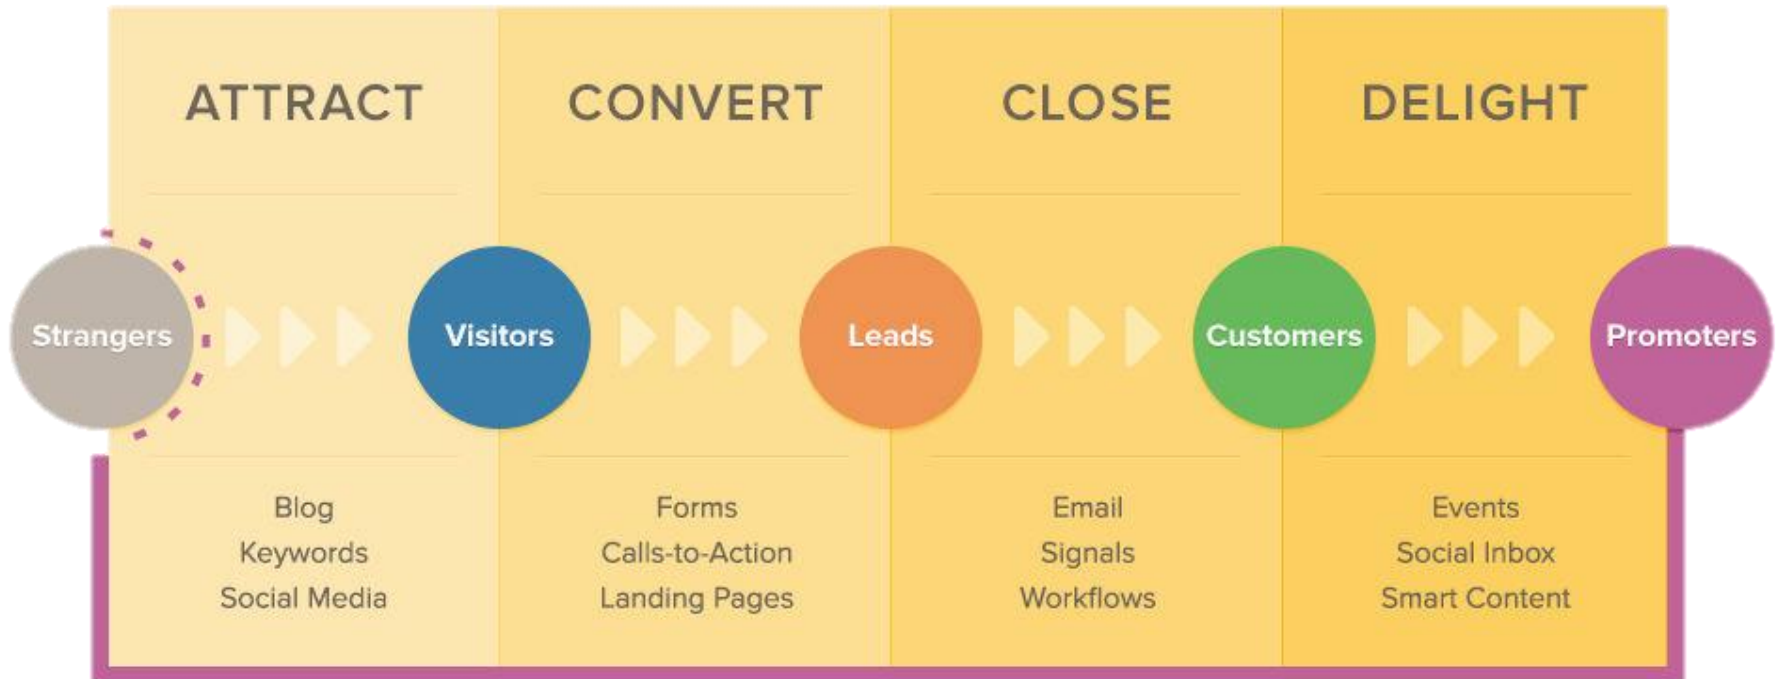 ATTRACT
CONVERT
CLOSE
DELIGHT
Strangers
Visitors
Leads
Customers
Promoters
Blog
Keywords
Social Media
Forms
Calls-to-Action
Landing Pages
Email
Signals
Workflows
Events
Social Inbox
Smart Content